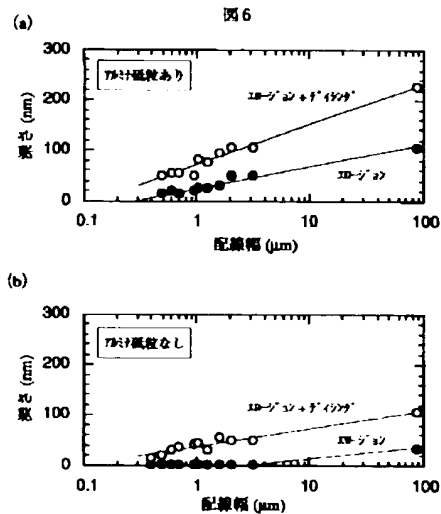 図6
(a)
300
200
100
0
深さ (nm)
アルミナ砥粒あり
エロージョン + ディシング
エロージョン
0.1
1
10
100
配線幅 (μm)
(b)
300
200
100
0
深さ (nm)
アルミナ砥粒なし
エロージョン + ディシング
エロージョン
0.1
1
10
100
配線幅 (μm)